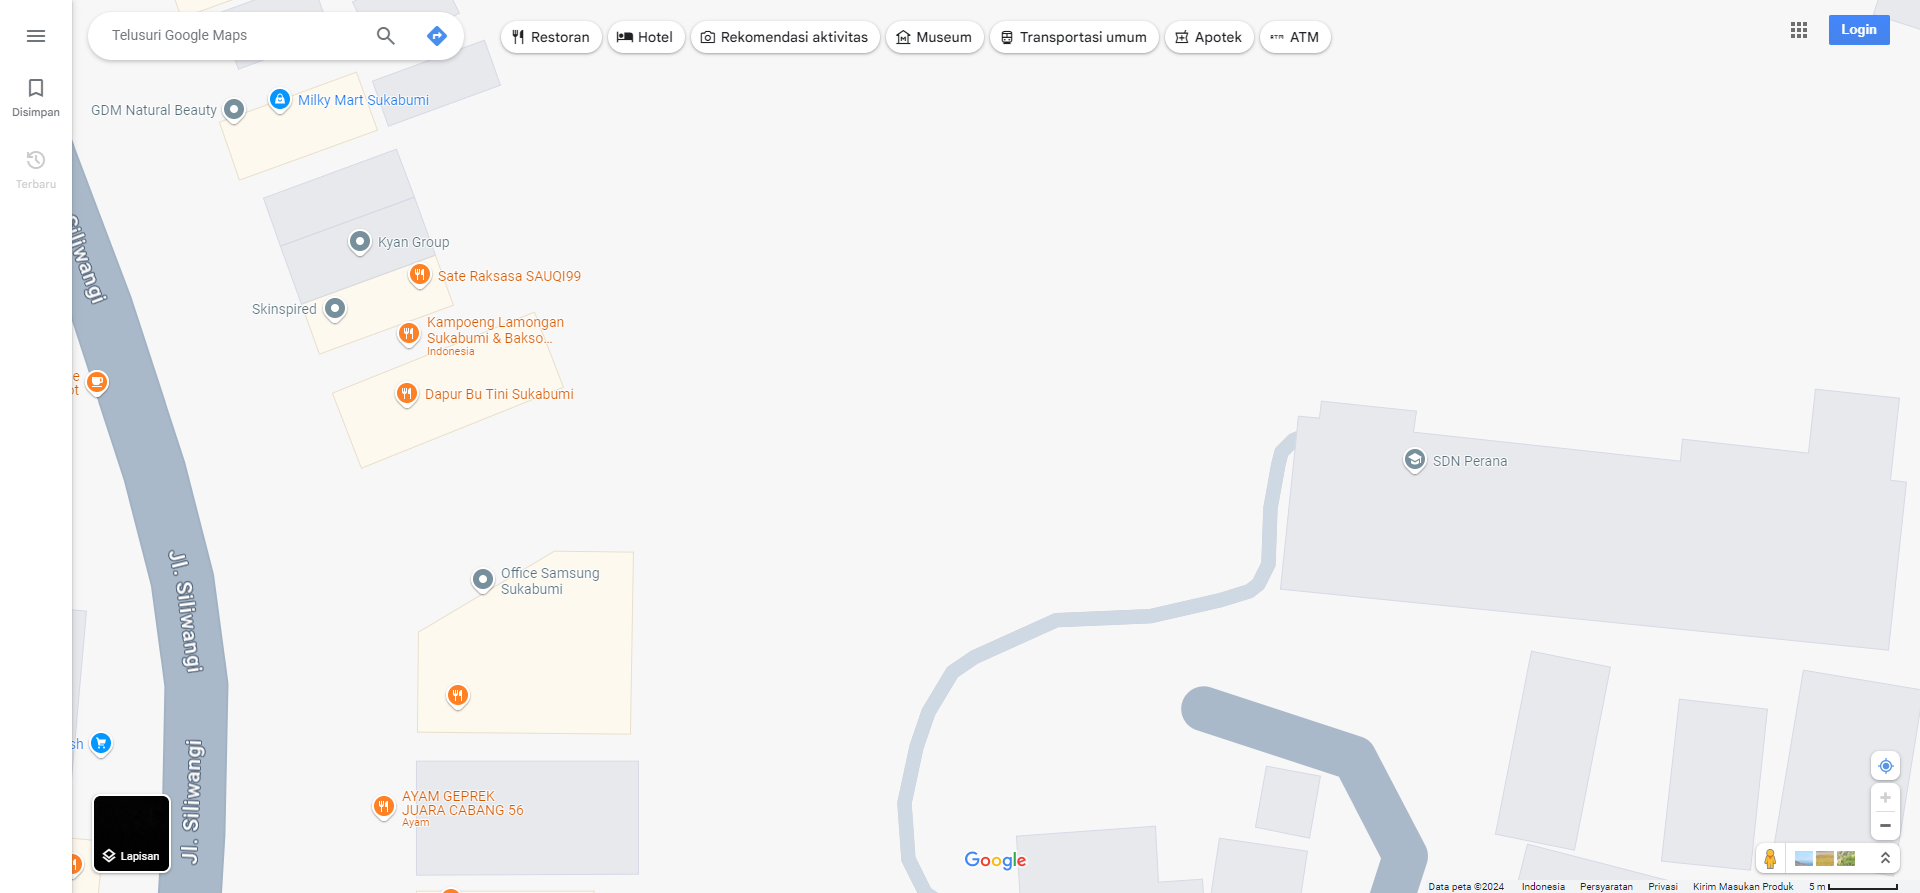 Telusuri Google Maps
Restoran
Hotel
Rekomendasi aktivitas
Museum
Transportasi umum
Apotek
ATM
Login
Disimpan
Terbaru
GDM Natural Beauty
Milky Mart Sukabumi
Siliwangi
Kyan Group
Sate Raksasa SAUQI99
Skinspired
Kampoeng Lamongan
Sukabumi & Bakso...
Indonesia
Dapur Bu Tini Sukabumi
SDN Perana
Jl. Siliwangi
Office Samsung
Sukabumi
Jl. Siliwangi
AYAM GEPREK
JUARA CABANG 56
Ayam
Lapisan
Google
Data peta ©2024 Indonesia Persyaratan Privasi Kirim Masukan Produk 5 m